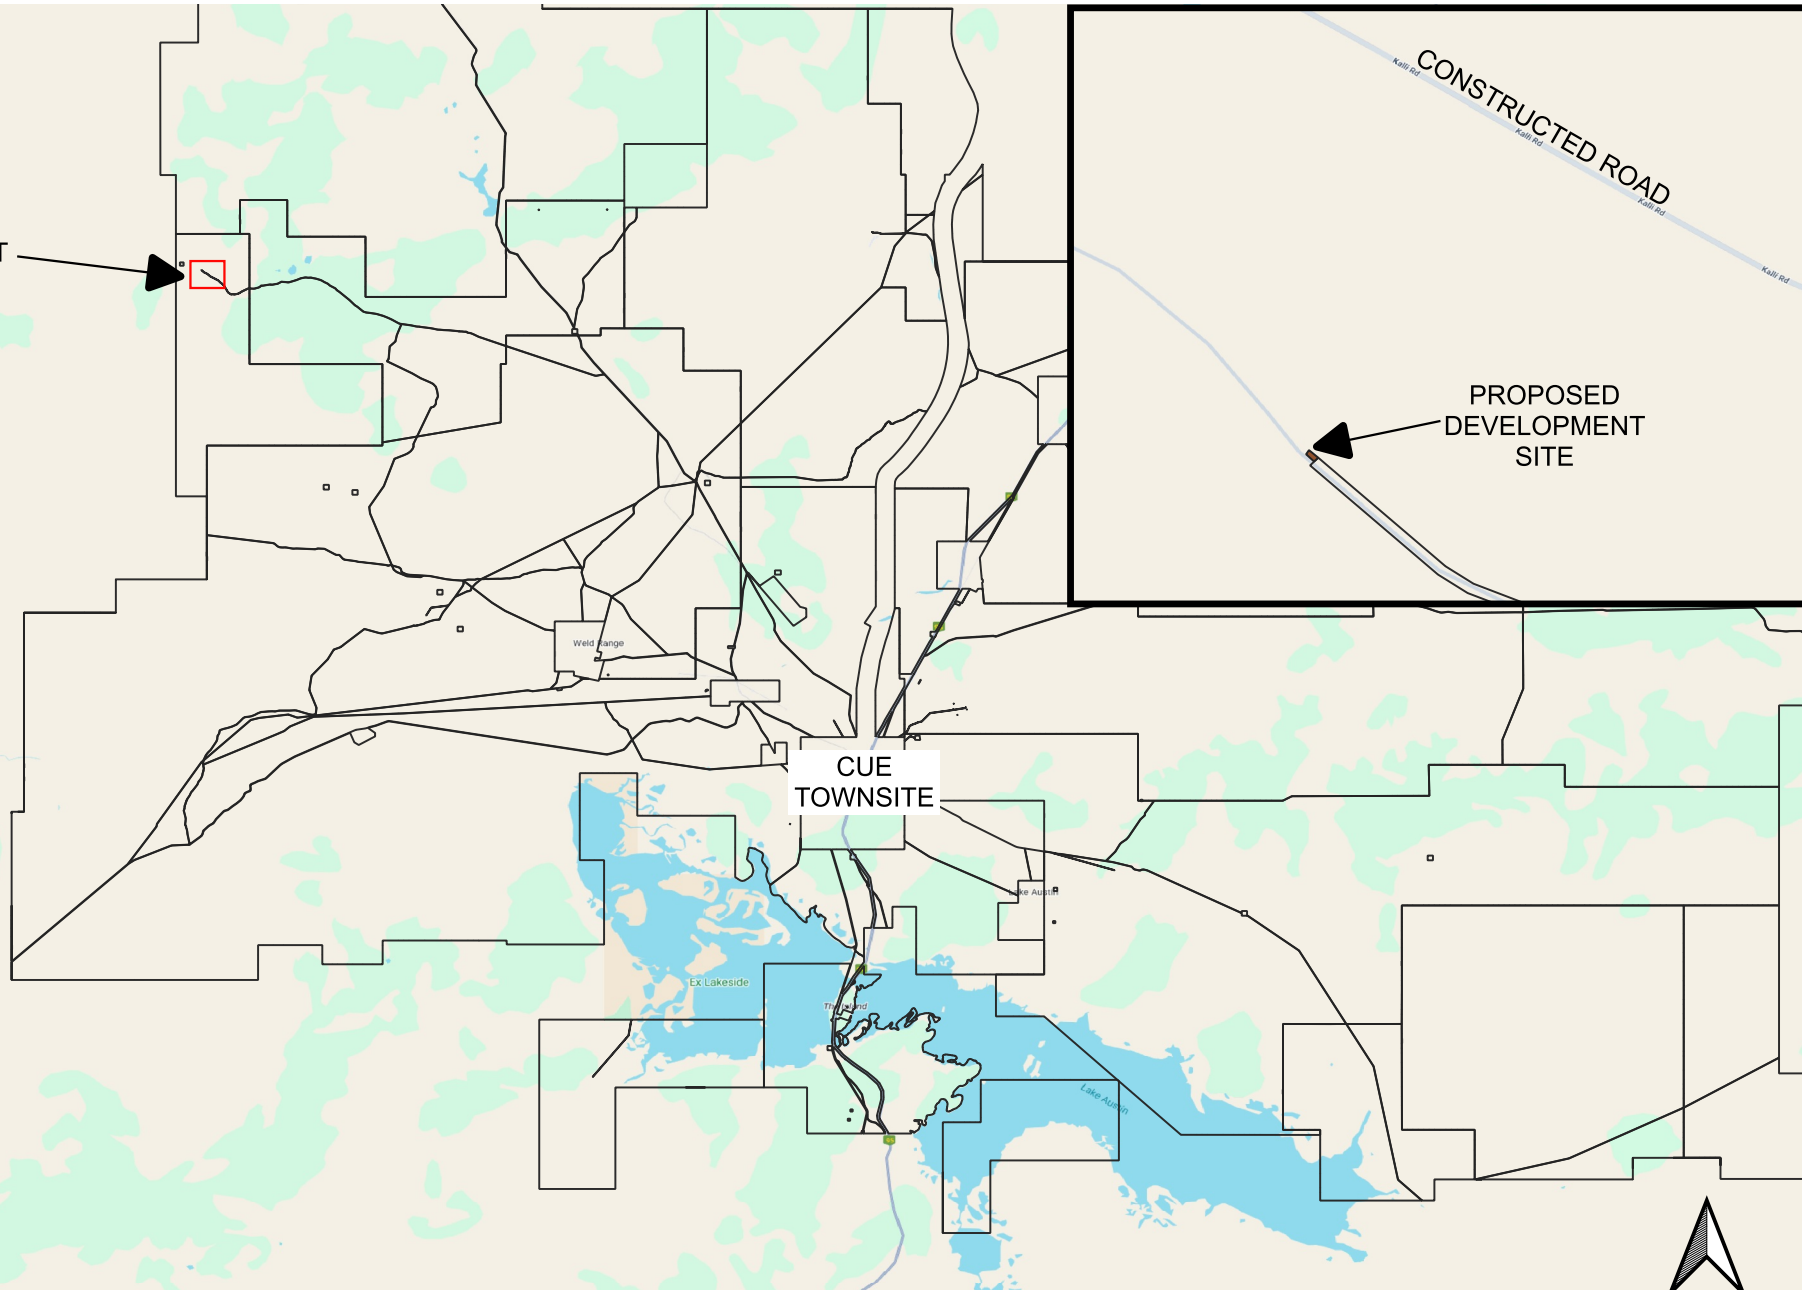 CONSTRUCTED ROAD
Kalli Rd
Kalli Rd
Kalli Rd
Kalli Rd
T
PROPOSED
DEVELOPMENT
SITE
Weld Range
CUE
TOWNSITE
Lake Austin
Ex Lakeside
The Island
Lake Austin